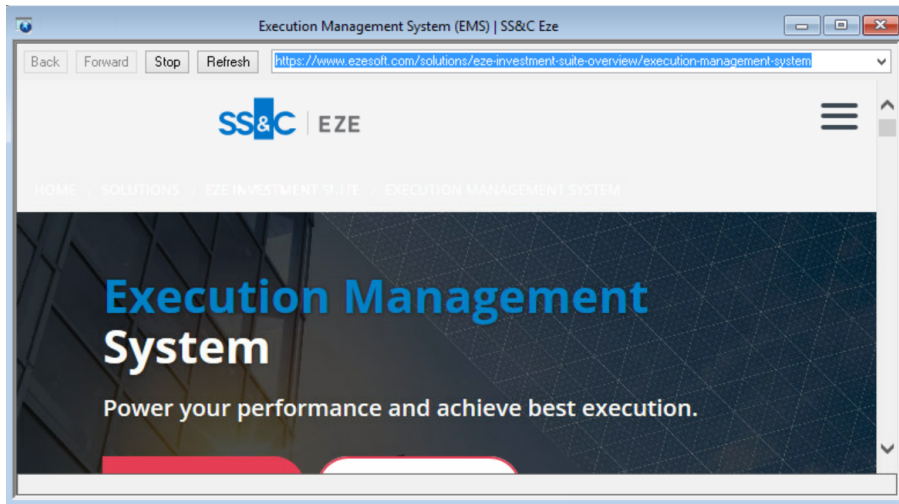 Execution Management System (EMS) | SS&C Eze
Back Forward Stop Refresh https://www.ezesoft.com/solutions/eze-investment-suite-overview/execution-management-system
SS&C | EZE
HOME / SOLUTIONS / EZE INVESTMENT SUITE / EXECUTION MANAGEMENT SYSTEM
Execution Management
System
Power your performance and achieve best execution.